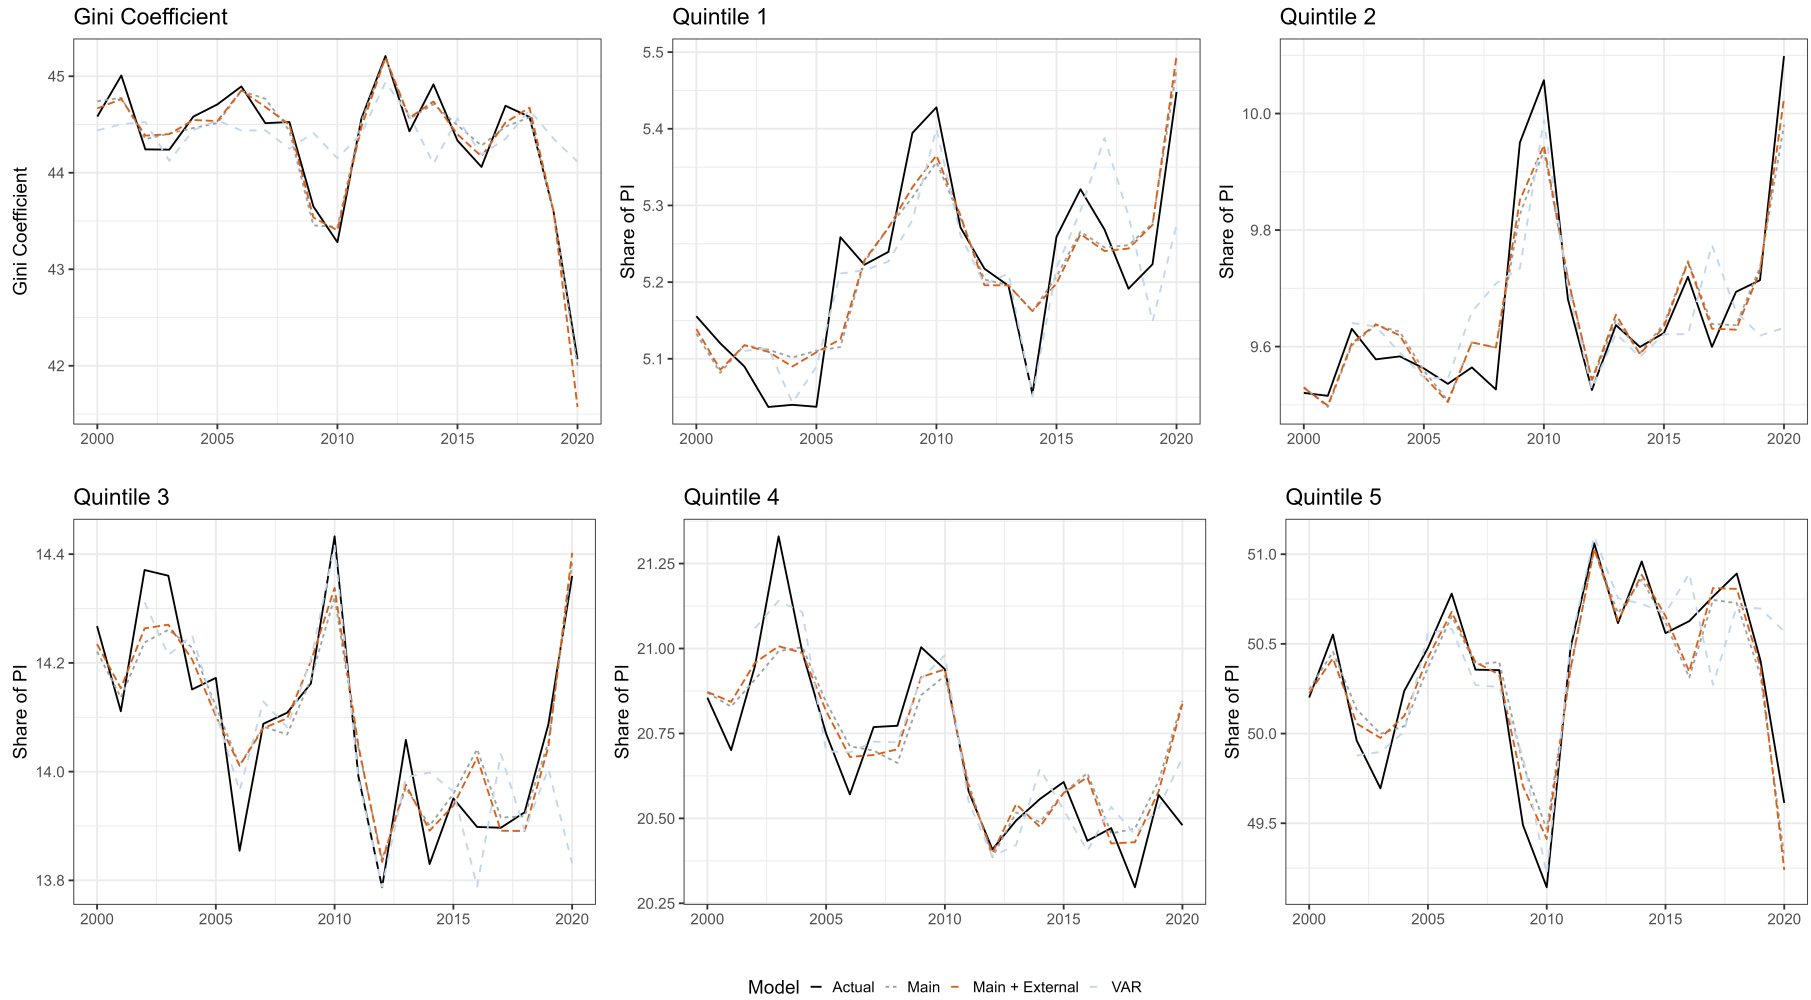 Gini Coefficient
Quintile 1
Quintile 2
Gini Coefficient
45
44
43
42
2000 2005 2010 2015 2020
Share of PI
5.5
5.4
5.3
5.2
5.1
2000 2005 2010 2015 2020
Share of PI
10.0
9.8
9.6
2000 2005 2010 2015 2020
Quintile 3
Quintile 4
Quintile 5
Share of PI
14.4
14.2
14.0
13.8
2000 2005 2010 2015 2020
Share of PI
21.25
21.00
20.75
20.50
20.25
2000 2005 2010 2015 2020
Share of PI
51.0
50.5
50.0
49.5
2000 2005 2010 2015 2020
Model Actual Main Main + External VAR